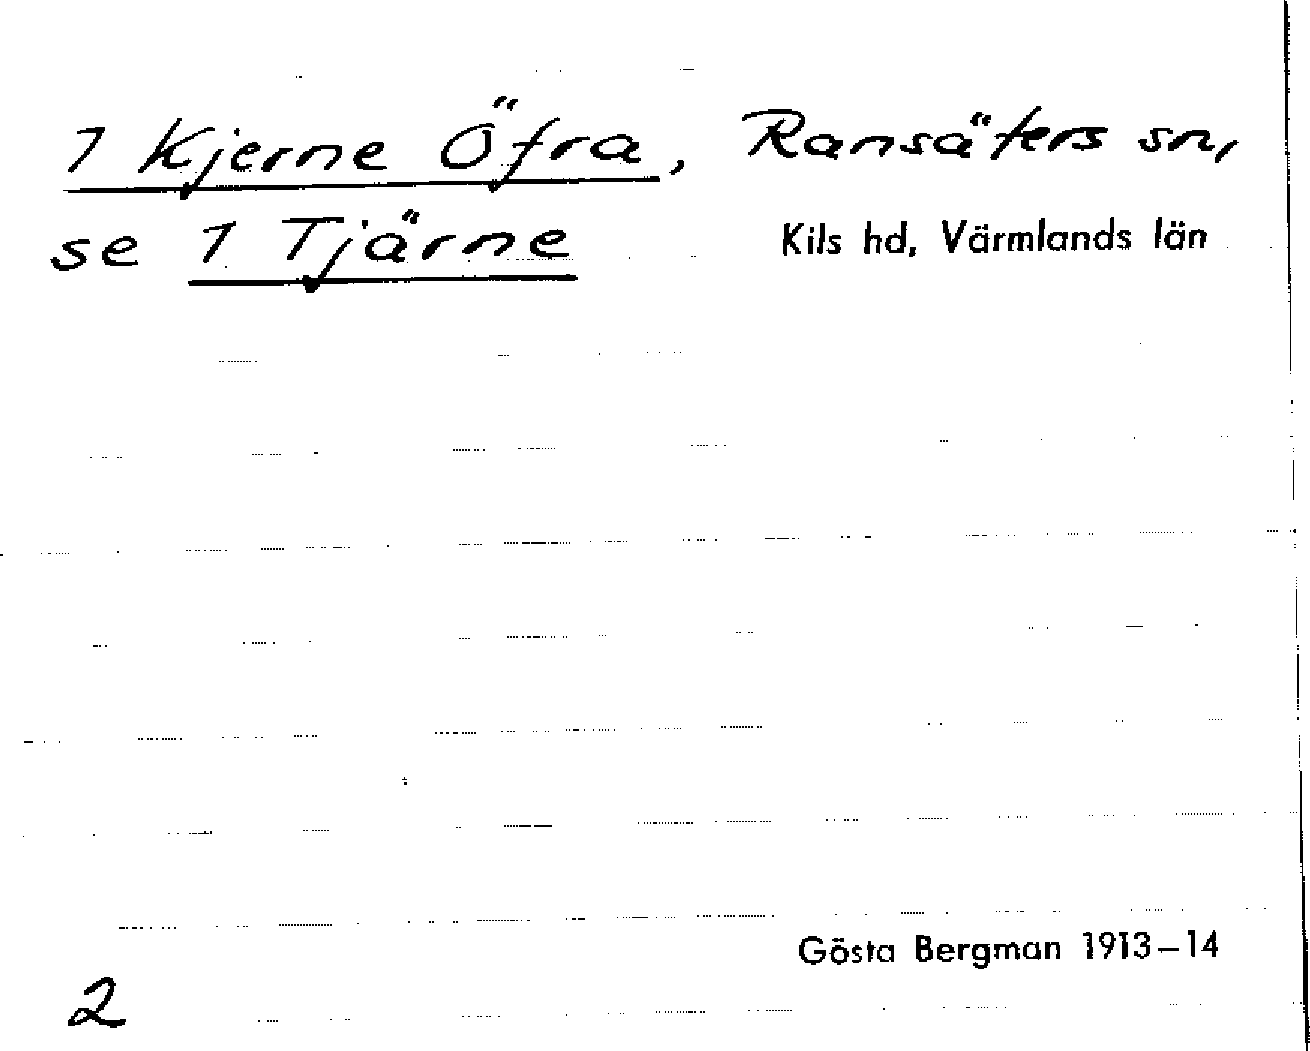 1 Kjerne Öfra, Ransäters sn,
se 1 Tjärne Kils hd, Värmlands län
Gösta Bergman 1913–14
2